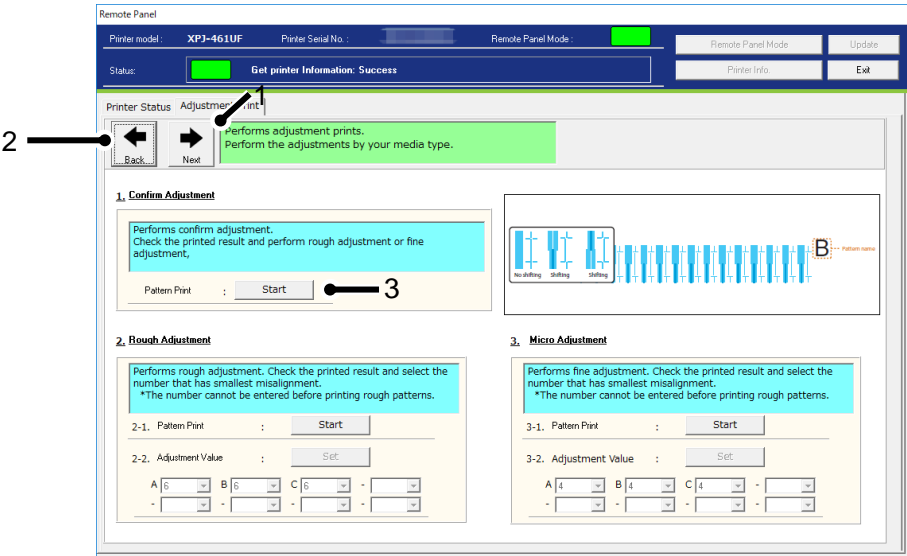 Remote Panel
Printer model : XPJ-461UF Printer Serial No. : Remote Panel Mode :
Remote Panel Mode Update
Status: Get printer Information: Success
Printer Info. Exit
1
Printer Status Adjustment Print
2
Back Next
Performs adjustment prints.
Perform the adjustments by your media type.
1. Confirm Adjustment
Performs confirm adjustment.
Check the printed result and perform rough adjustment or fine
adjustment,
Pattern Print : Start
3
No shifting Shifting Shifting
B
Pattern name
2. Rough Adjustment
Performs rough adjustment. Check the printed result and select the
number that has smallest misalignment.
*The number cannot be entered before printing rough patterns.
2-1. Pattern Print : Start
2-2. Adjustment Value : Set
A 6 B 6 C 6 -
- - - -
3. Micro Adjustment
Performs fine adjustment. Check the printed result and select the
number that has smallest misalignment.
*The number cannot be entered before printing rough patterns.
3-1. Pattern Print : Start
3-2. Adjustment Value : Set
A 4 B 4 C 4 -
- - - -